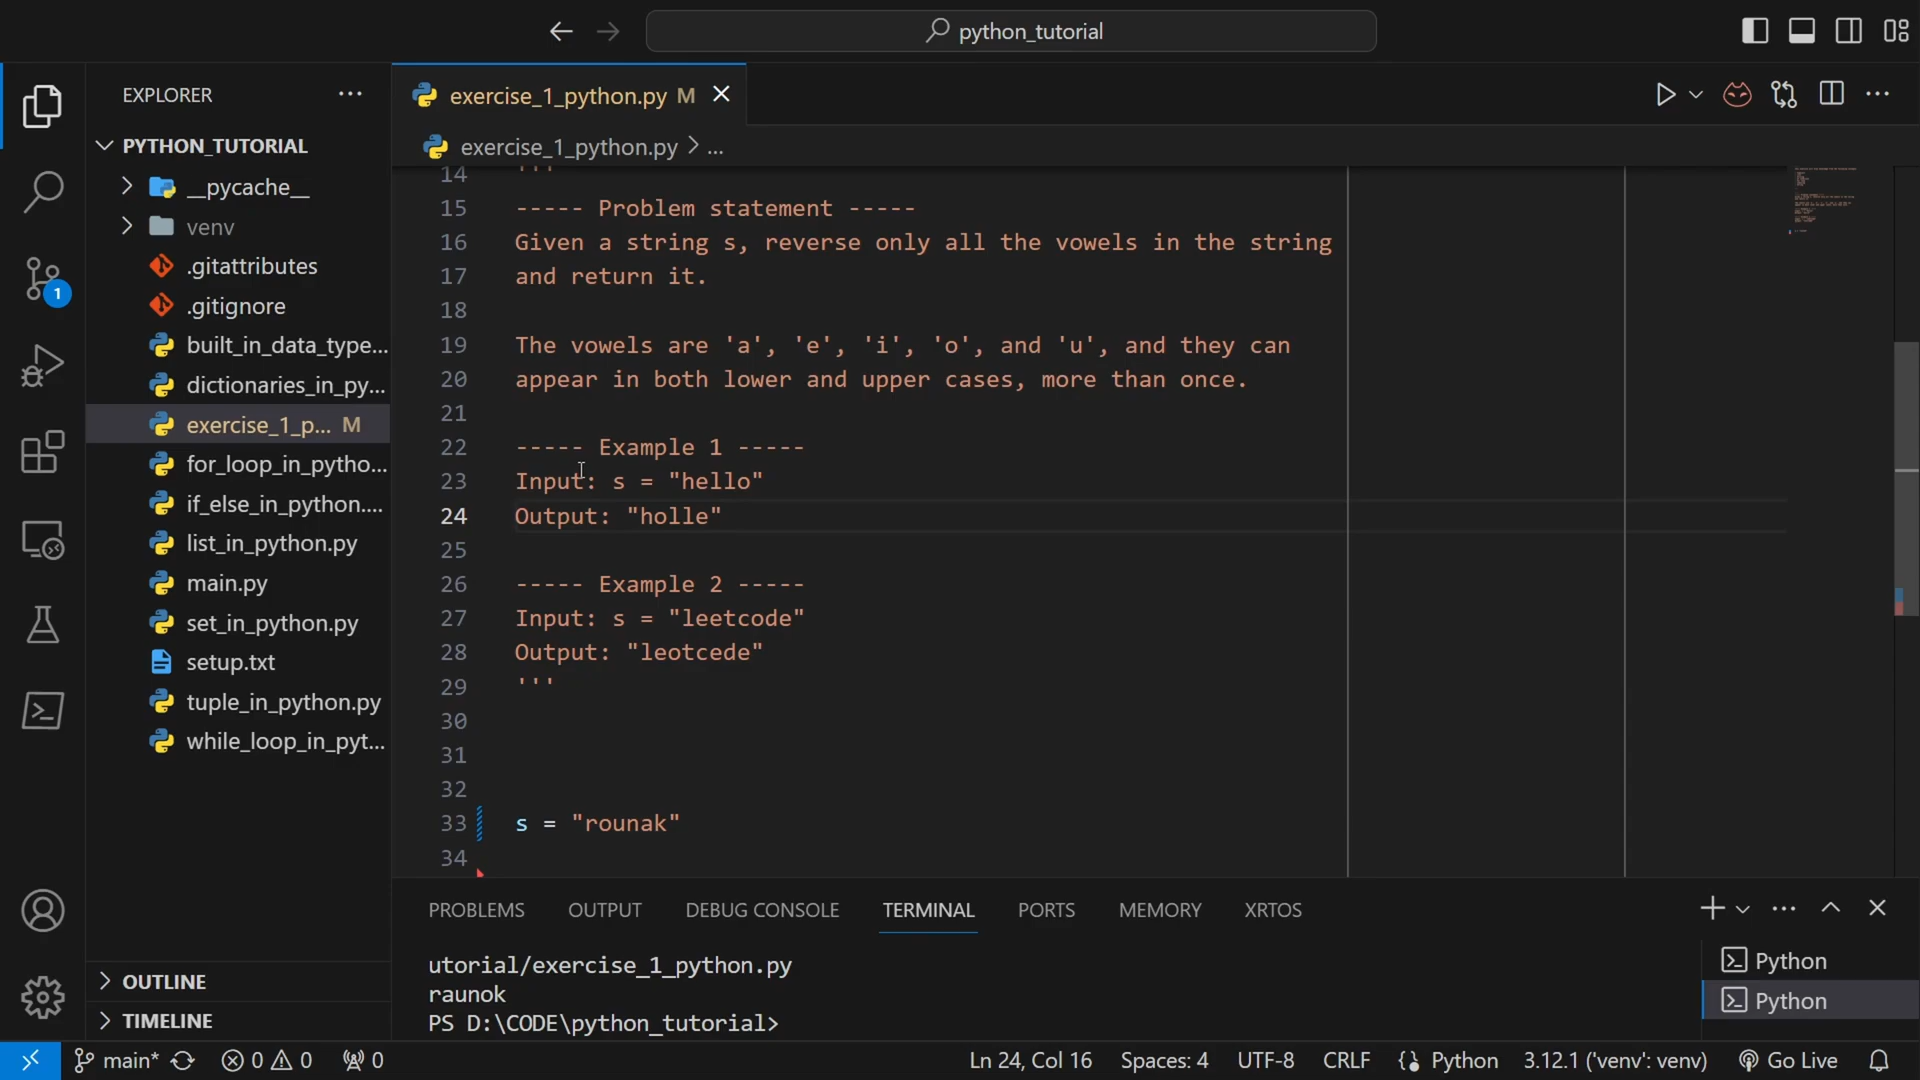 python_tutorial
EXPLORER
PYTHON_TUTORIAL
__pycache__
venv
.gitattributes
.gitignore
built_in_data_type...
dictionaries_in_py...
exercise_1_p... M
for_loop_in_pytho...
if_else_in_python....
list_in_python.py
main.py
set_in_python.py
setup.txt
tuple_in_python.py
while_loop_in_pyt...
OUTLINE
TIMELINE
1
exercise_1_python.py M
exercise_1_python.py > ...
14 '''
15 ----- Problem statement -----
16 Given a string s, reverse only all the vowels in the string
17 and return it.
18
19 The vowels are 'a', 'e', 'i', 'o', and 'u', and they can
20 appear in both lower and upper cases, more than once.
21
22 ----- Example 1 -----
23 Input: s = "hello"
24 Output: "holle"
25
26 ----- Example 2 -----
27 Input: s = "leetcode"
28 Output: "leotcede"
29 '''
30
31
32
33 s = "rounak"
34
PROBLEMS OUTPUT DEBUG CONSOLE TERMINAL PORTS MEMORY XRTOS
utorial/exercise_1_python.py
raunok
PS D:\CODE\python_tutorial>
Python
Python
main* 0 0 0 Ln 24, Col 16 Spaces: 4 UTF-8 CRLF Python 3.12.1 ('venv': venv) Go Live